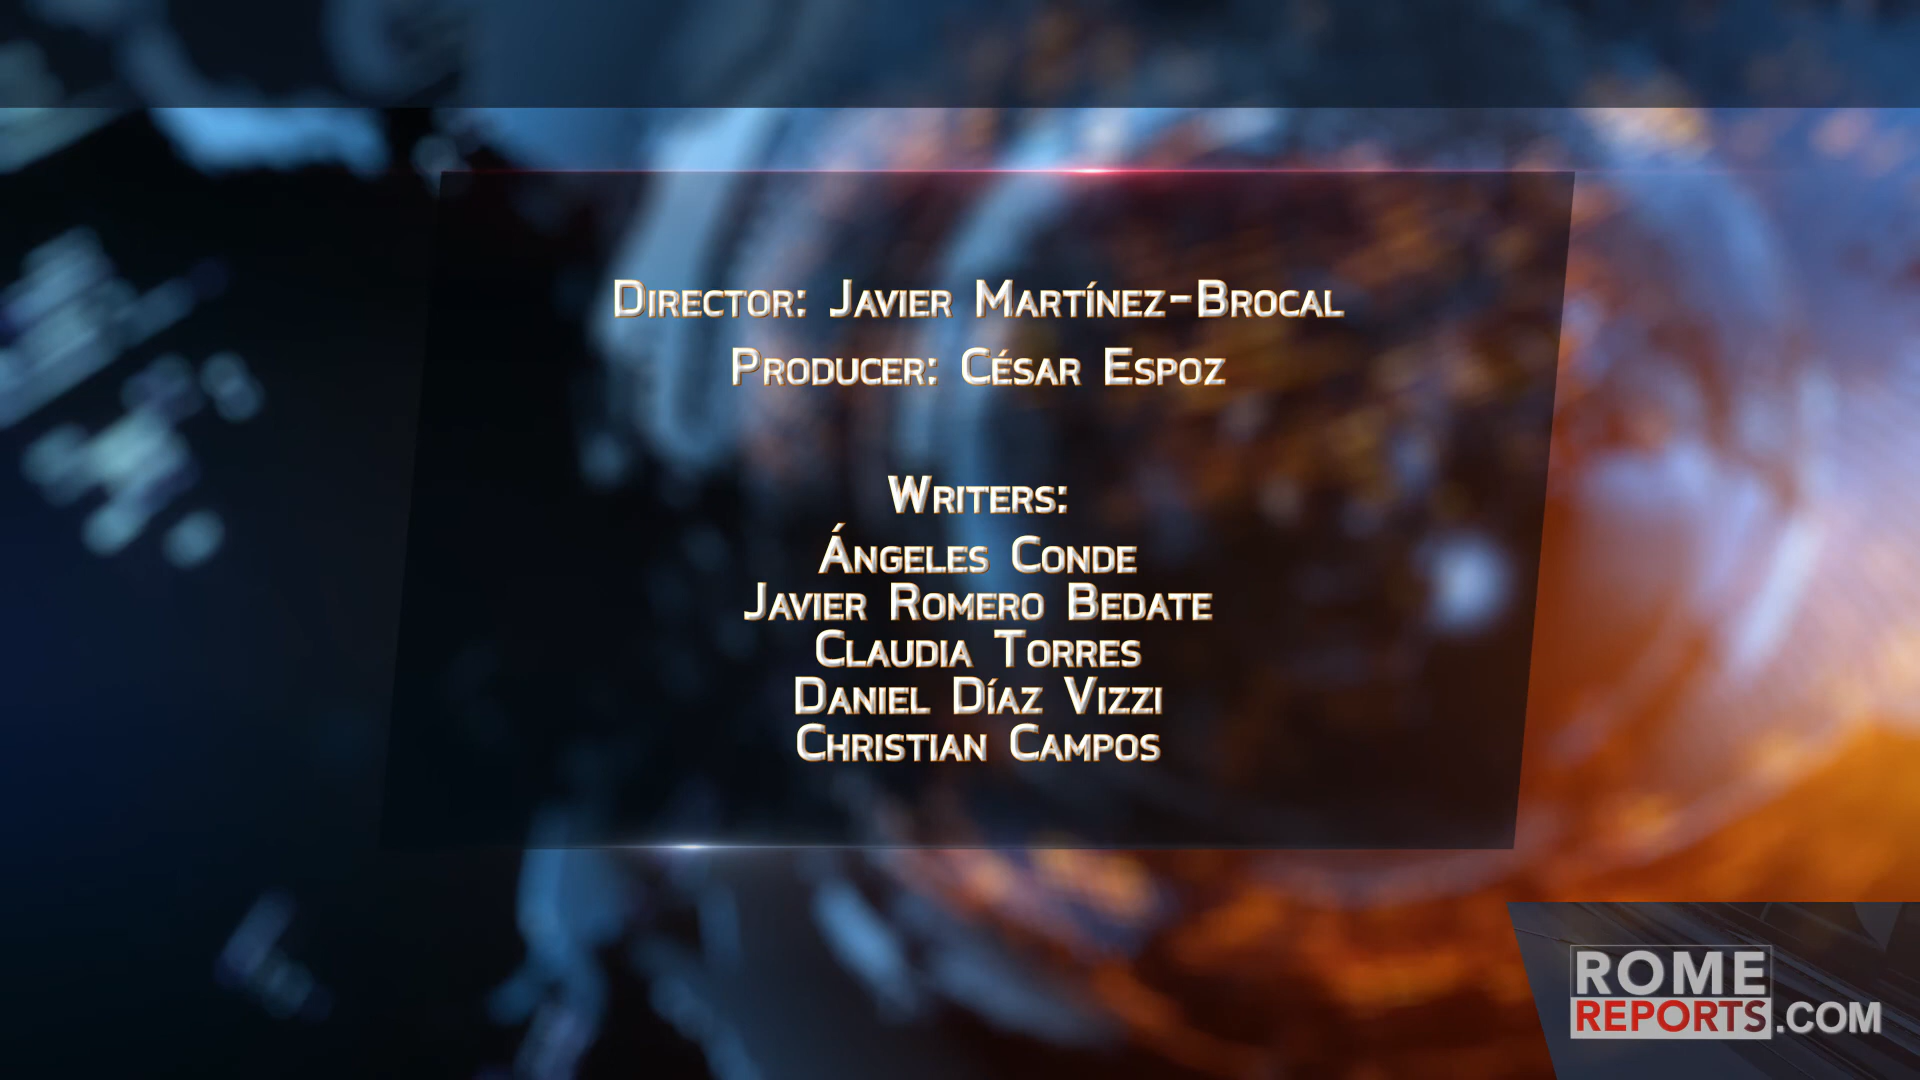 Director: Javier Martínez-Brocal
Producer: César Espoz
Writers:
Ángeles Conde
Javier Romero Bedate
Claudia Torres
Daniel Díaz Vizzi
Christian Campos
ROME
REPORTS.COM